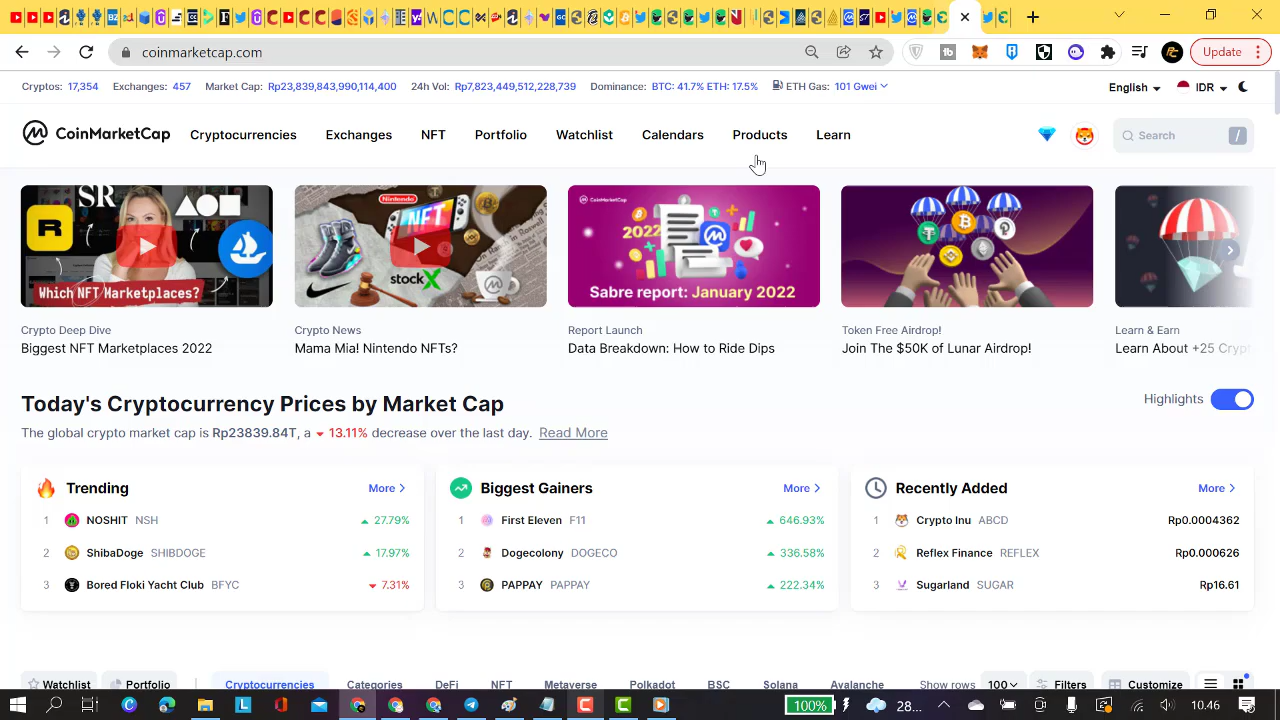 coinmarketcap.com
Update
Cryptos: 17,354 Exchanges: 457 Market Cap: Rp23,839,843,990,114,400 24h Vol: Rp7,823,449,512,228,739 Dominance: BTC: 41.7% ETH: 17.5% ETH Gas: 101 Gwei
English IDR
CoinMarketCap Cryptocurrencies Exchanges NFT Portfolio Watchlist Calendars Products Learn Search /
SR
R
Which NFT Marketplaces?
Nintendo
NFT
stockX
CoinMarketCap
2022
Sabre report: January 2022
Crypto Deep Dive
Biggest NFT Marketplaces 2022
Crypto News
Mama Mia! Nintendo NFTs?
Report Launch
Data Breakdown: How to Ride Dips
Token Free Airdrop!
Join The $50K of Lunar Airdrop!
Learn & Earn
Learn About +25 Crypt
Today's Cryptocurrency Prices by Market Cap
Highlights
The global crypto market cap is Rp23839.84T, a 13.11% decrease over the last day. Read More
Trending More
1 NOSHIT NSH 27.79%
2 ShibaDoge SHIBDOGE 17.97%
3 Bored Floki Yacht Club BFYC 7.31%
Biggest Gainers More
1 First Eleven F11 646.93%
2 Dogecolony DOGECO 336.58%
3 PAPPAY PAPPAY 222.34%
Recently Added More
1 Crypto Inu ABCD Rp0.0004362
2 Reflex Finance REFLEX Rp0.000626
3 Sugarland SUGAR Rp16.61
Watchlist Portfolio Cryptocurrencies Categories DeFi NFT Metaverse Polkadot BSC Solana Avalanche Show rows 100 Filters Customize
100% 28... 10.46